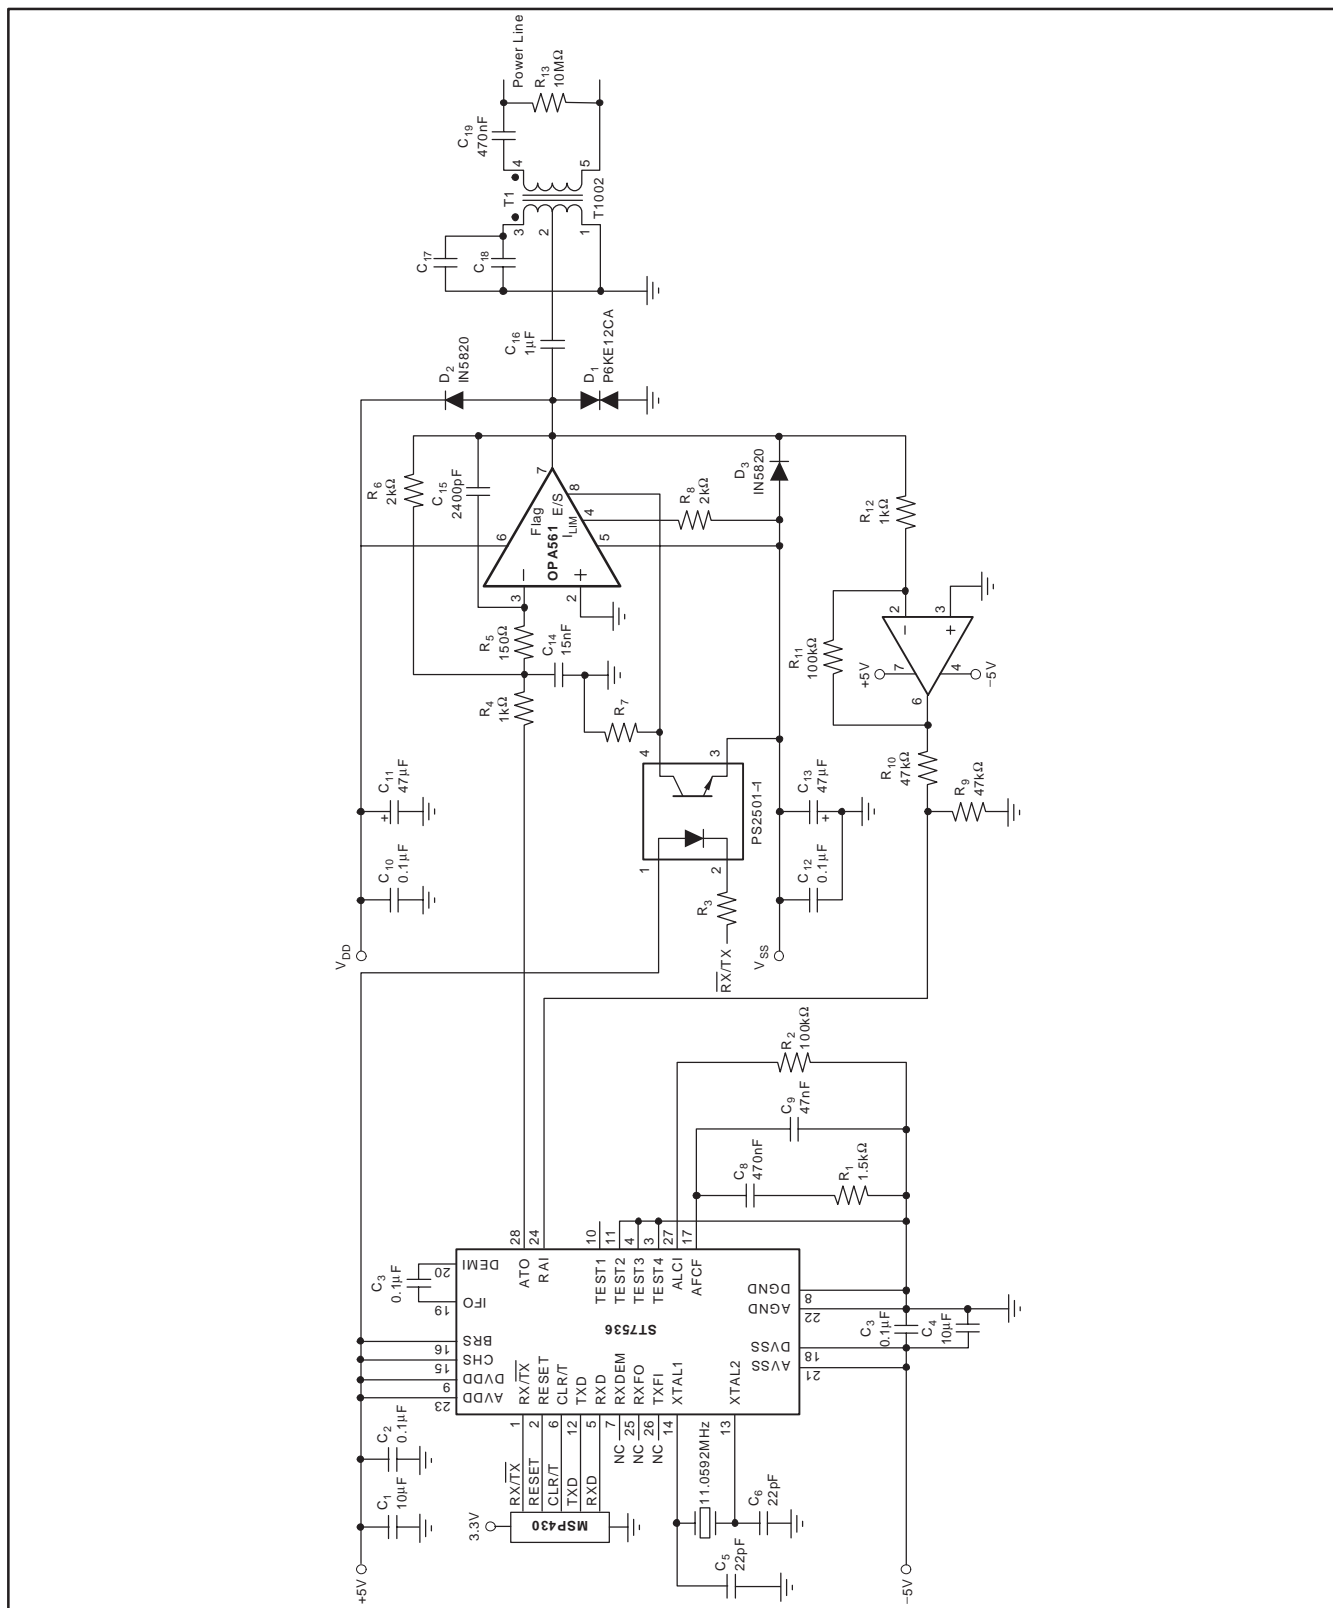 Power Line
R13
10MΩ
C19
470nF
4
5
T1
T1002
3
2
1
C17
C18
C16
1µF
D2
IN5820
D1
P6KE12CA
R6
2kΩ
C15
2400pF
7
Flag
E/S
8
OPA561
ILIM
4
6
5
R8
2kΩ
D3
IN5820
R12
1kΩ
3
−
2
+
R5
150Ω
C14
15nF
R4
1kΩ
R7
R11
100kΩ
2
−
3
+
+5V
7
4
−5V
6
C11
47µF
+
C10
0.1µF
4
3
PS2501-1
1
2
C13
47µF
+
C12
0.1µF
R10
47kΩ
R9
47kΩ
R3
RX/TX
VDD
VSS
R2
100kΩ
C9
47nF
C8
470nF
R1
1.5kΩ
C3
0.1µF
DEMI
20
IFO
19
BRS
16
CHS
15
DVDD
9
AVDD
23
28
ATO
24
RAI
10
TEST1
11
TEST2
4
TEST3
3
TEST4
27
ALCI
17
AFCF
DGND
8
AGND
22
DVSS
18
AVSS
21
ST7536
C3
0.1µF
C4
10µF
RX/TX
1
RESET
2
CLR/T
6
TXD
12
RXD
5
RXDEM
7
RXFO
25
TXFI
26
XTAL1
14
XTAL2
13
NC
NC
NC
RX/TX
RESET
CLR/T
TXD
RXD
C2
0.1µF
C1
10µF
3.3V
MSP430
11.0592MHz
C6
22pF
C5
22pF
+5V
−5V